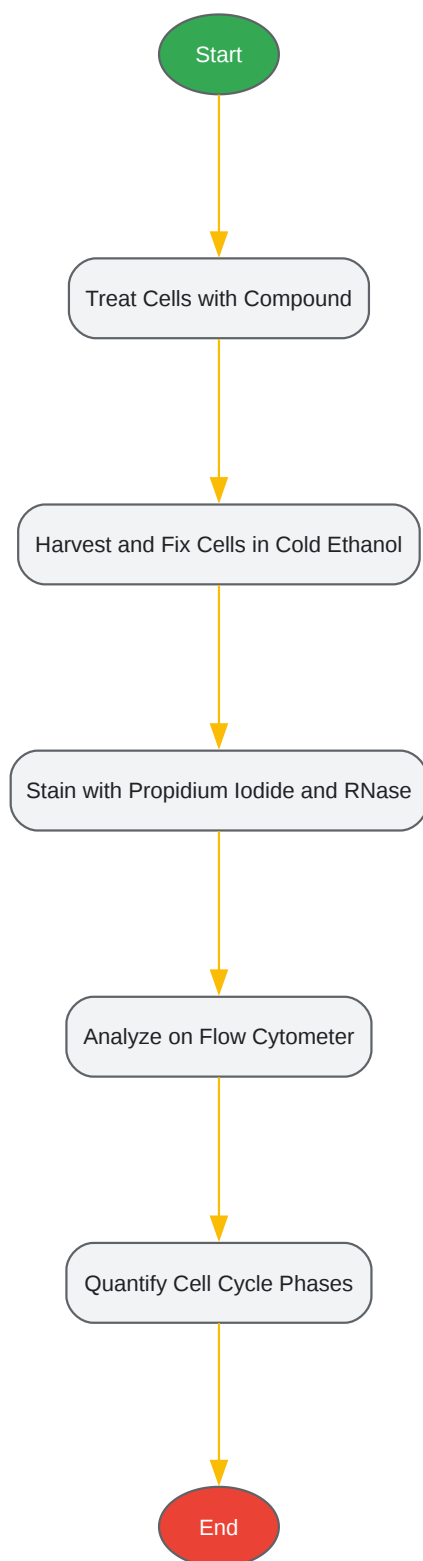 Start
Treat Cells with Compound
Harvest and Fix Cells in Cold Ethanol
Stain with Propidium Iodide and RNase
Analyze on Flow Cytometer
Quantify Cell Cycle Phases
End